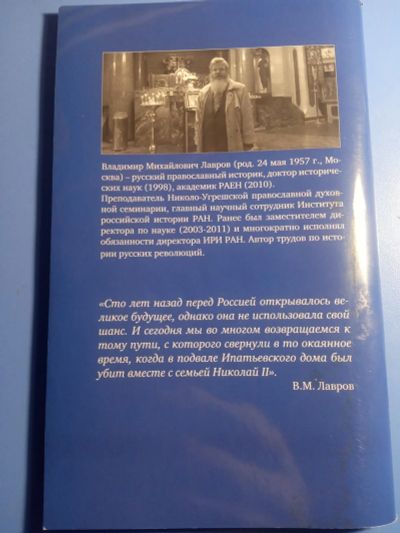 Владимир Михайлович Лавров (род. 24 мая 1957 г., Мо-
сква) – русский православный историк, доктор историче-
ских наук (1998), академик РАЕН (2010).
Преподаватель Николо-Угрешской православной духов-
ной семинарии, главный научный сотрудник Института
российской истории РАН. Ранее был заместителем ди-
ректора по науке (2003-2011) и многократно исполнял
обязанности директора ИРИ РАН. Автор трудов по исто-
рии русских революций.
«Сто лет назад перед Россией открывалось ве-
ликое будущее, однако она не использовала свой
шанс. И сегодня мы во многом возвращаемся к
тому пути, с которого свернули в то окаянное
время, когда в подвале Ипатьевского дома был
убит вместе с семьей Николай II».
В.М. Лавров